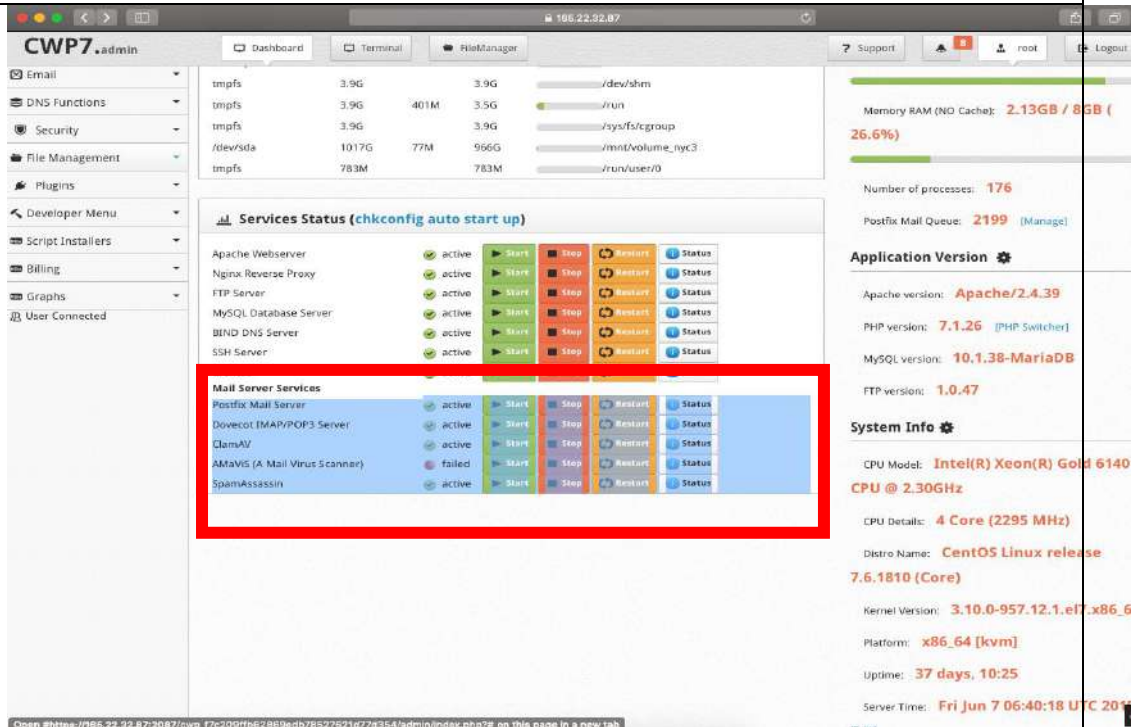 166.22.32.87
CWP7.admin
Dashboard
Terminal
FileManager
? Support
8
root
Logout
Email
DNS Functions
Security
File Management
Plugins
Developer Menu
Script Installers
Billing
Graphs
User Connected
tmpfs 3.9G 3.9G /dev/shm
tmpfs 3.9G 401M 3.5G /run
tmpfs 3.9G 3.9G /sys/fs/cgroup
/dev/sda 1017G 77M 966G /mnt/volume_nyc3
tmpfs 783M 783M /run/user/0
Services Status (chkconfig auto start up)
Apache Webserver active Start Stop Restart Status
Nginx Reverse Proxy active Start Stop Restart Status
FTP Server active Start Stop Restart Status
MySQL Database Server active Start Stop Restart Status
BIND DNS Server active Start Stop Restart Status
SSH Server active Start Stop Restart Status
Mail Server Services
Postfix Mail Server active Start Stop Restart Status
Dovecot IMAP/POP3 Server active Start Stop Restart Status
ClamAV active Start Stop Restart Status
AMaViS (A Mail Virus Scanner) failed Start Stop Restart Status
SpamAssassin active Start Stop Restart Status
Memory RAM (NO Cache): 2.13GB / 8GB (
26.6%)
Number of processes: 176
Postfix Mail Queue: 2199 [Manage]
Application Version
Apache version: Apache/2.4.39
PHP version: 7.1.26 [PHP Switcher]
MySQL version: 10.1.38-MariaDB
FTP version: 1.0.47
System Info
CPU Model: Intel(R) Xeon(R) Gold 6140
CPU @ 2.30GHz
CPU Details: 4 Core (2295 MHz)
Distro Name: CentOS Linux release
7.6.1810 (Core)
Kernel Version: 3.10.0-957.12.1.el7.x86_6
Platform: x86_64 [kvm]
Uptime: 37 days, 10:25
Server Time: Fri Jun 7 06:40:18 UTC 201
on this page in a new tab